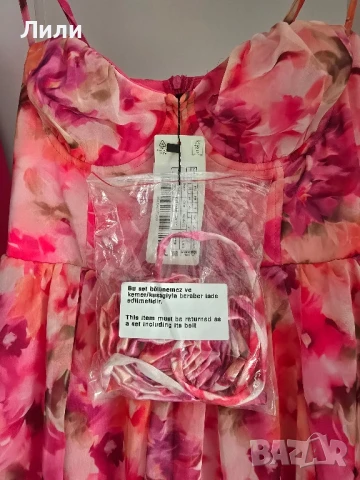 Лили
Bu set bölünemez ve
kemer/kuşağıyla beraber iade
edilmelidir.
This item must be returned as
a set including its belt
BAZAR